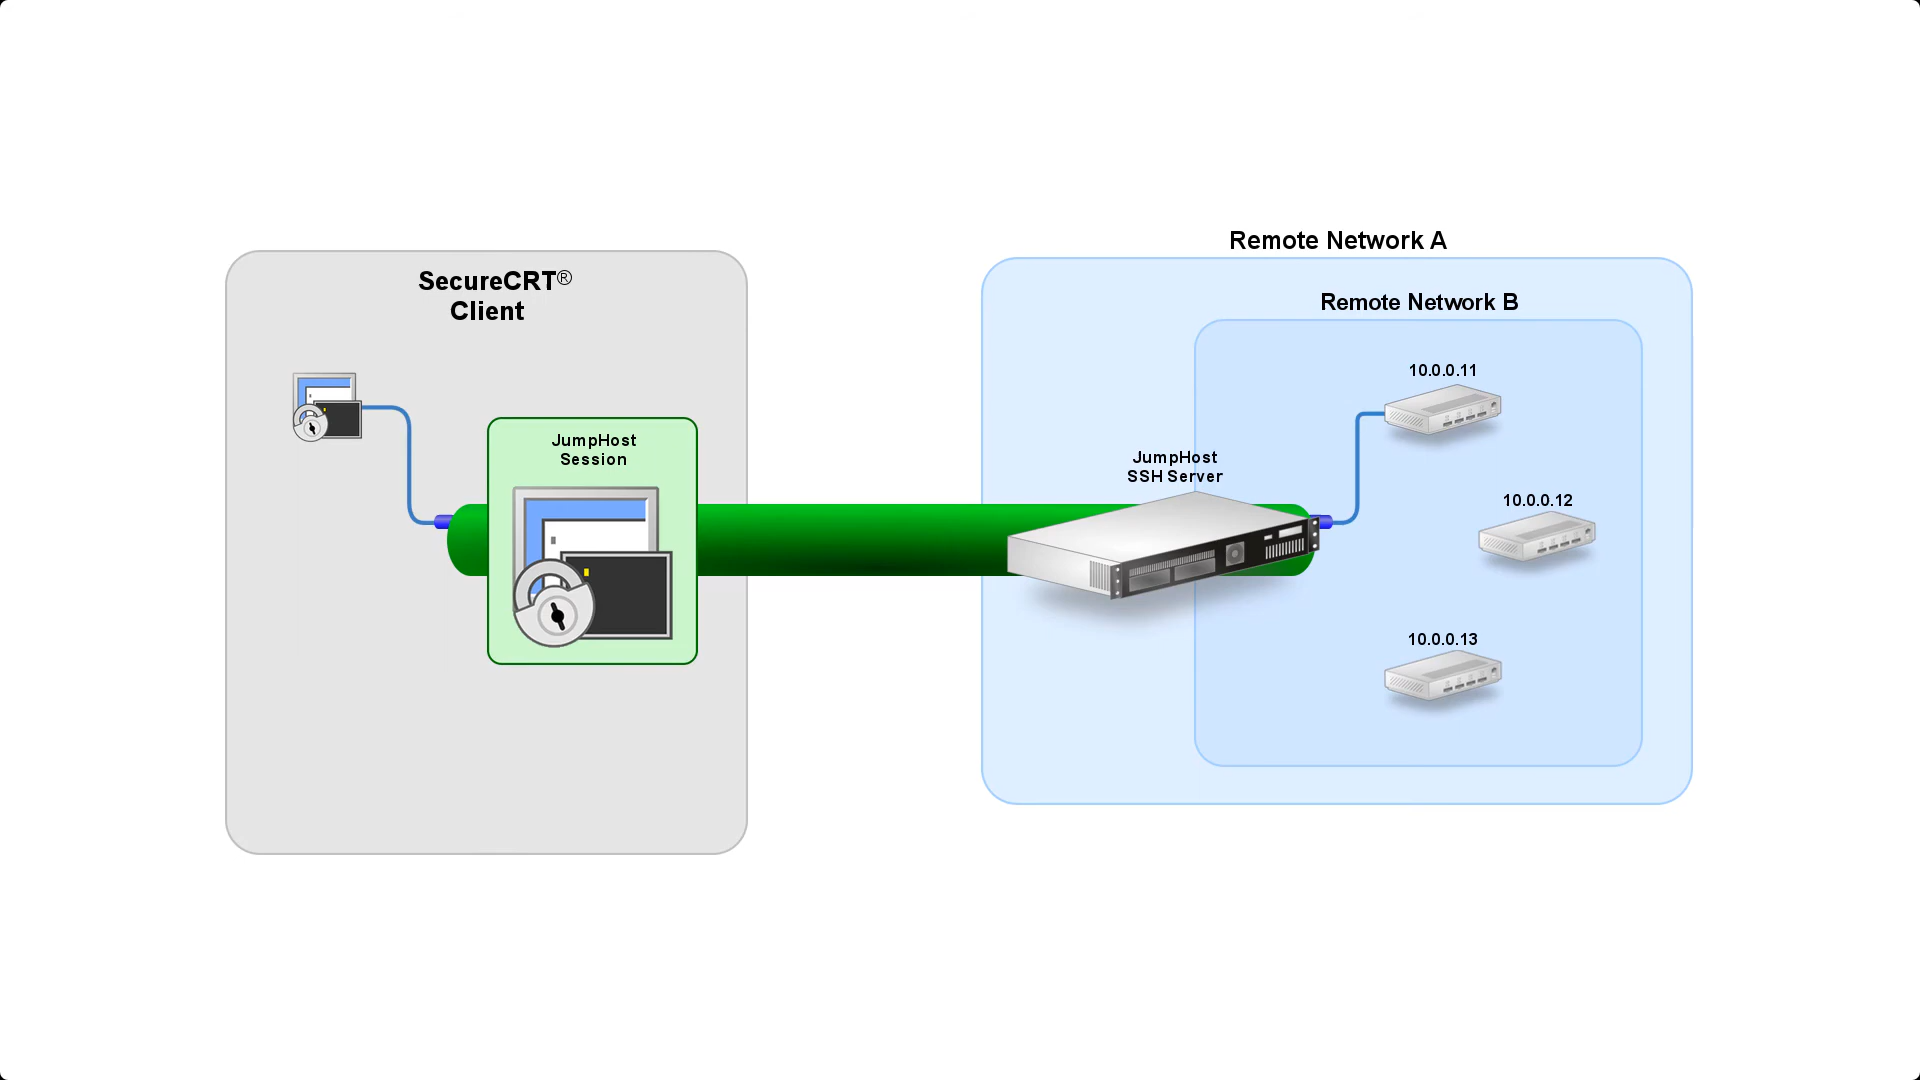 SecureCRT®
Client
JumpHost
Session
Remote Network A
Remote Network B
JumpHost
SSH Server
10.0.0.11
10.0.0.12
10.0.0.13